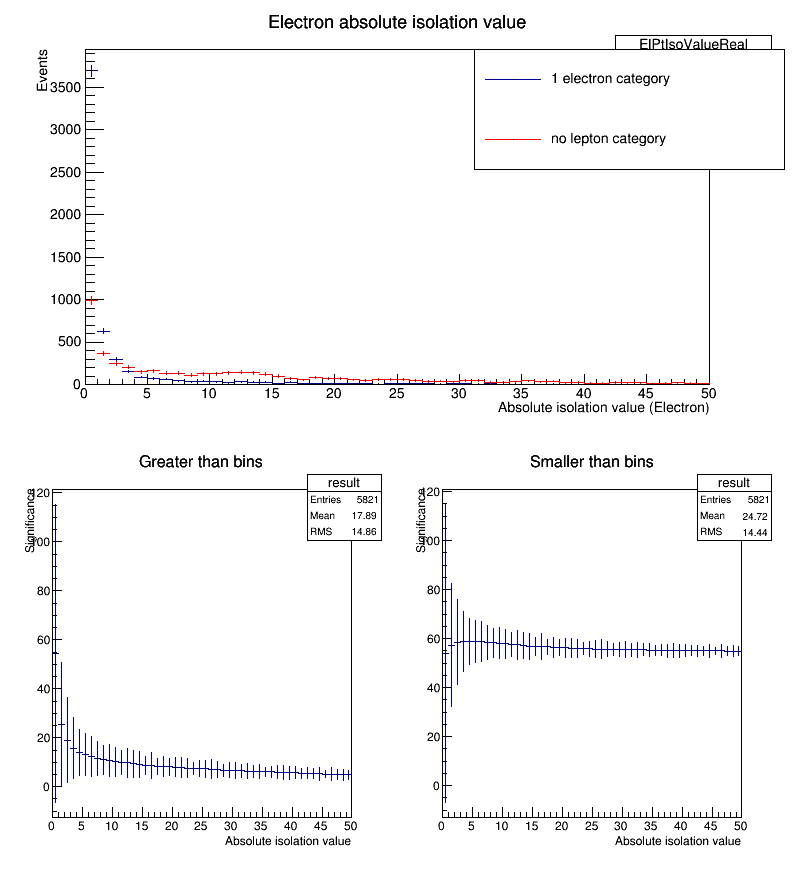 Electron absolute isolation value
ElPtIsoValueReal
1 electron category
no lepton category
Events
3500
3000
2500
2000
1500
1000
500
0
0 5 10 15 20 25 30 35 40 45 50
Absolute isolation value (Electron)
Greater than bins
result
Entries 5821
Mean 17.89
RMS 14.86
Significance
120
100
80
60
40
20
0
0 5 10 15 20 25 30 35 40 45 50
Absolute isolation value
Smaller than bins
result
Entries 5821
Mean 24.72
RMS 14.44
Significance
120
100
80
60
40
20
0
0 5 10 15 20 25 30 35 40 45 50
Absolute isolation value